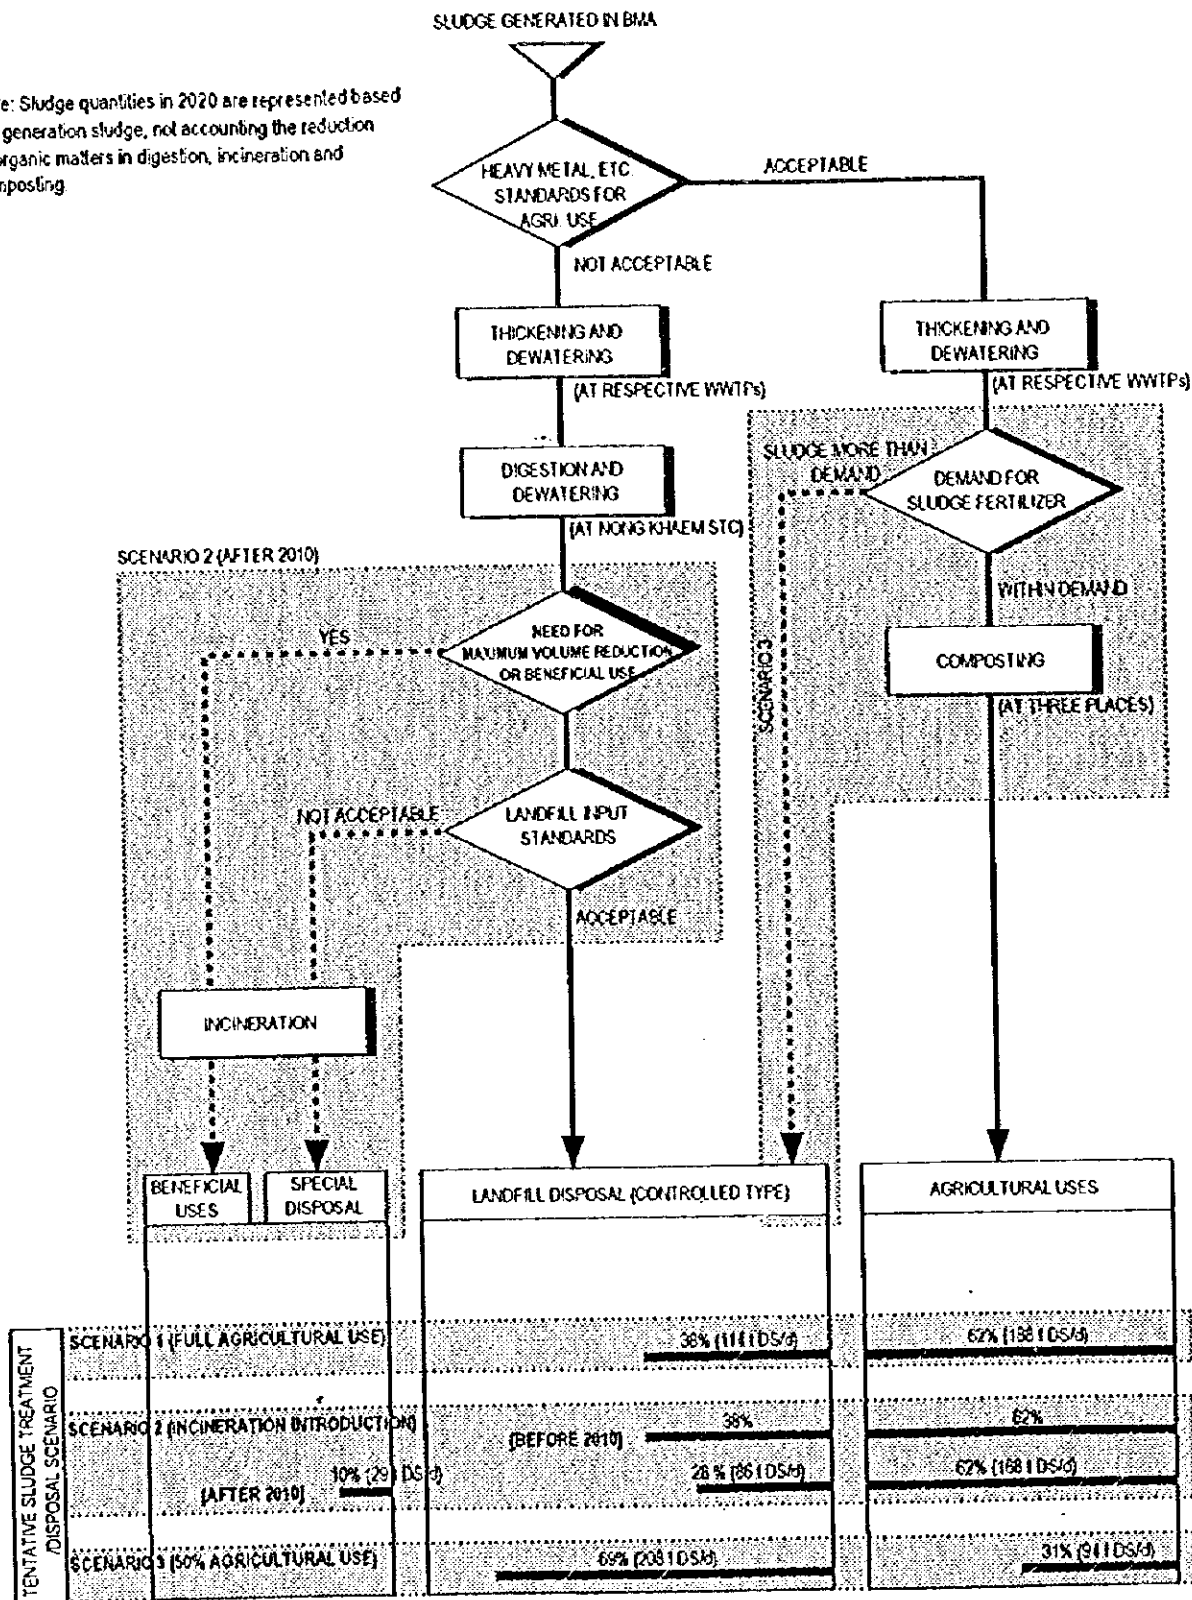 SLUDGE GENERATED IN BMA
e: Sludge quantities in 2020 are represented based
generation sludge, not accounting the reduction
organic matters in digestion, incineration and
mposting.
HEAVY METAL, ETC.
STANDARDS FOR
AGRI. USE
ACCEPTABLE
NOT ACCEPTABLE
THICKENING AND
DEWATERING
(AT RESPECTIVE WWTPs)
THICKENING AND
DEWATERING
(AT RESPECTIVE WWTPs)
DIGESTION AND
DEWATERING
(AT NONG KHAEM STC)
SLUDGE MORE THAN
DEMAND
DEMAND FOR
SLUDGE FERTILIZER
SCENARIO 2 (AFTER 2010)
WITHIN DEMAND
YES
NEED FOR
MAXIMUM VOLUME REDUCTION
OR BENEFICIAL USE
COMPOSTING
(AT THREE PLACES)
SCENARIO 3
NOT ACCEPTABLE
LANDFILL INPUT
STANDARDS
ACCEPTABLE
INCINERATION
BENEFICIAL
USES
SPECIAL
DISPOSAL
LANDFILL DISPOSAL (CONTROLLED TYPE)
AGRICULTURAL USES
TENTATIVE SLUDGE TREATMENT
/DISPOSAL SCENARIO
SCENARIO 1 (FULL AGRICULTURAL USE)
38% (114 t DS/d)
62% (188 t DS/d)
SCENARIO 2 (INCINERATION INTRODUCTION)
(BEFORE 2010)
38%
62%
(AFTER 2010)
10% (29 t DS/d)
28 % (86 t DS/d)
62% (188 t DS/d)
SCENARIO 3 (50% AGRICULTURAL USE)
69% (208 t DS/d)
31% (94 t DS/d)